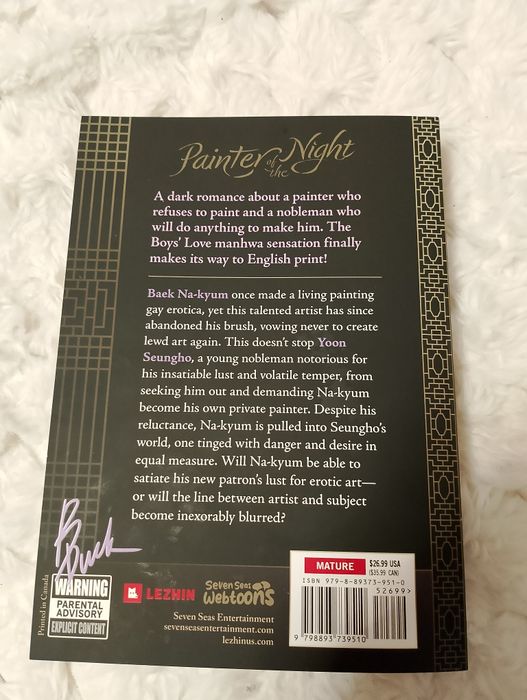 Painter of the Night
A dark romance about a painter who
refuses to paint and a nobleman who
will do anything to make him. The
Boys' Love manhwa sensation finally
makes its way to English print!
Baek Na-kyum once made a living painting
gay erotica, yet this talented artist has since
abandoned his brush, vowing never to create
lewd art again. This doesn't stop Yoon
Seungho, a young nobleman notorious for
his insatiable lust and volatile temper, from
seeking him out and demanding Na-kyum
become his own private painter. Despite his
reluctance, Na-kyum is pulled into Seungho's
world, one tinged with danger and desire in
equal measure. Will Na-kyum be able to
satiate his new patron's lust for erotic art—
or will the line between artist and subject
become inexorably blurred?
Printed in Canada
WARNING
PARENTAL
ADVISORY
EXPLICIT CONTENT
LEZHIN
Seven Seas
Webtoons
Seven Seas Entertainment
sevenseasentertainment.com
lezhinus.com
MATURE
$26.99 USA
($35.99 CAN)
ISBN 979-8-89373-951-0
52699>
9 798893 739510